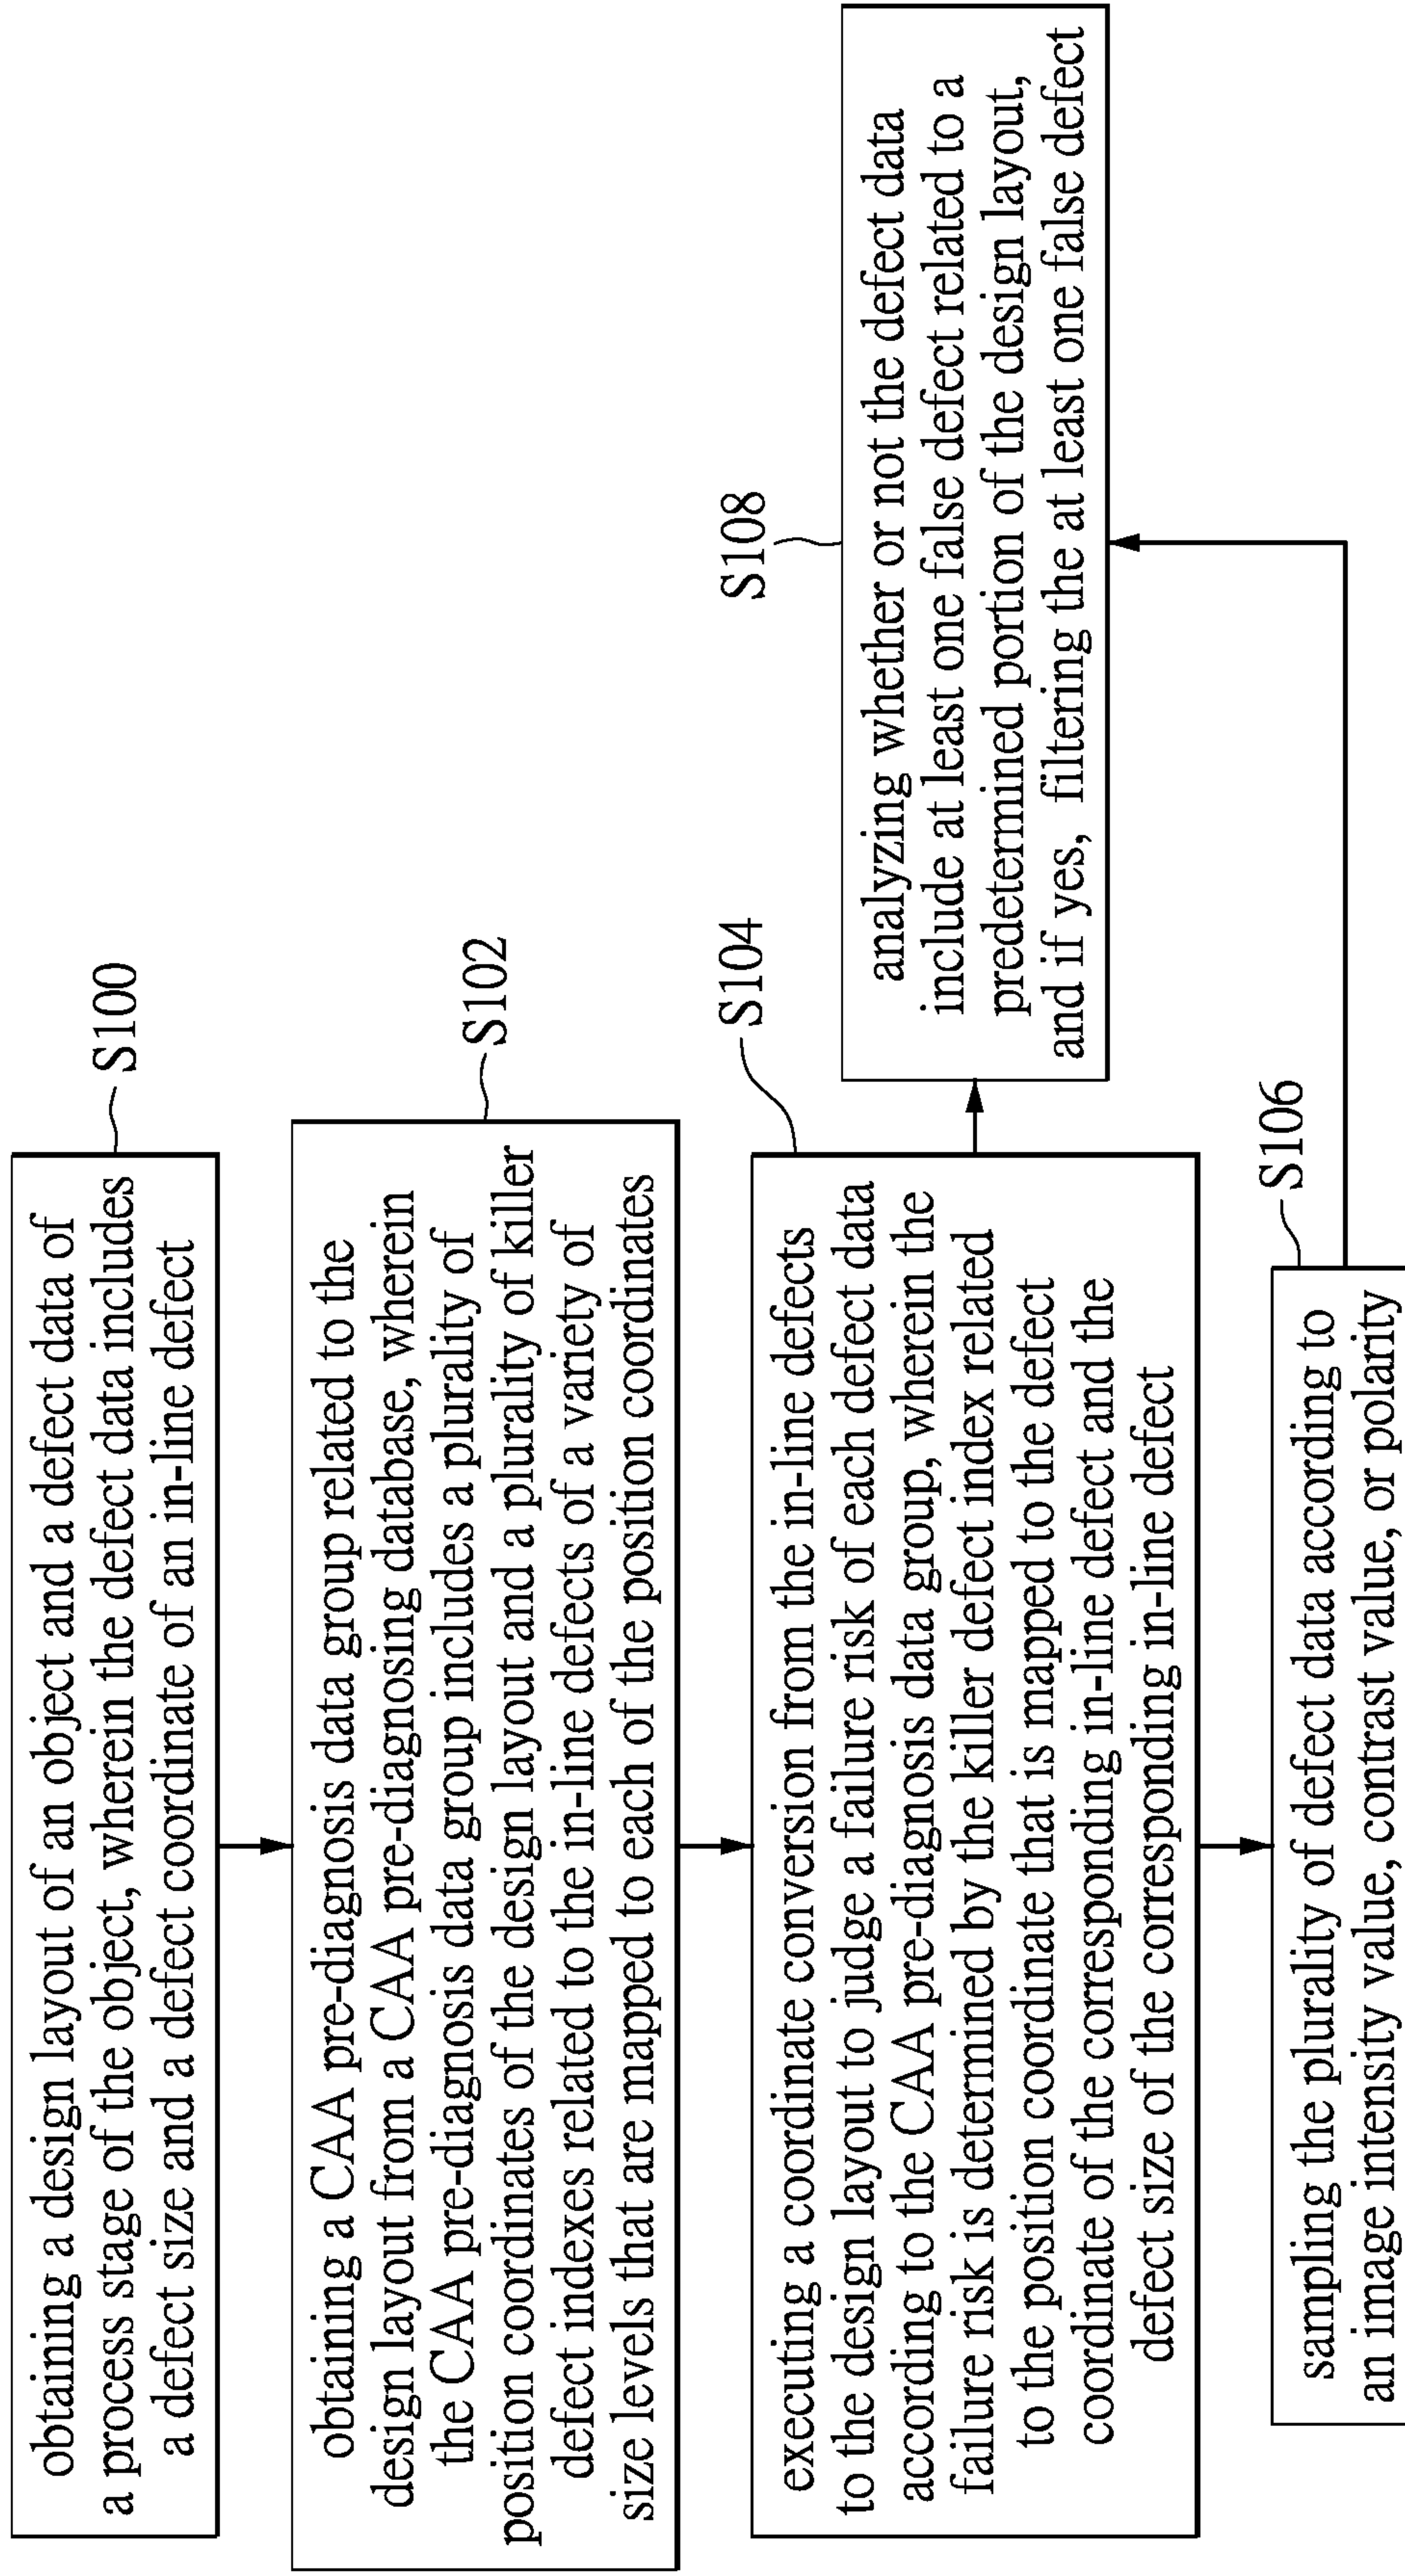 obtaining a design layout of an object and a defect data of
a process stage of the object, wherein the defect data includes
a defect size and a defect coordinate of an in-line defect
S100
obtaining a CAA pre-diagnosis data group related to the
design layout from a CAA pre-diagnosing database, wherein
the CAA pre-diagnosis data group includes a plurality of
position coordinates of the design layout and a plurality of killer
defect indexes related to the in-line defects of a variety of
size levels that are mapped to each of the position coordinates
S102
executing a coordinate conversion from the in-line defects
to the design layout to judge a failure risk of each defect data
according to the CAA pre-diagnosis data group, wherein the
failure risk is determined by the killer defect index related
to the position coordinate that is mapped to the defect
coordinate of the corresponding in-line defect and the
defect size of the corresponding in-line defect
S104
sampling the plurality of defect data according to
an image intensity value, contrast value, or polarity
S106
analyzing whether or not the defect data
include at least one false defect related to a
predetermined portion of the design layout,
and if yes, filtering the at least one false defect
S108